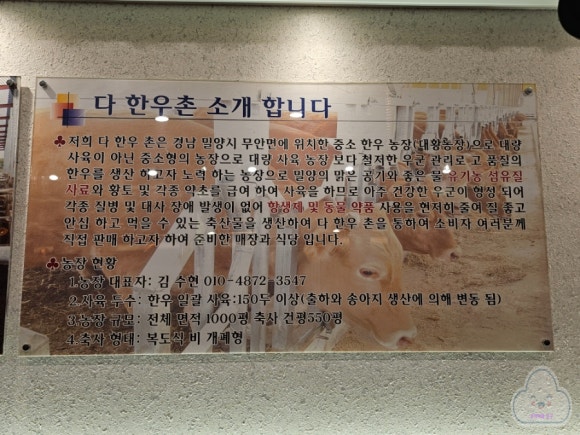 다 한우촌 소개 합니다
♣저희 다 한우 촌은 경남 밀양시 무안면에 위치한 중소 한우 농장(대황농장)으로 대량
사육이 아닌 중소형의 농장으로 대량 사육 농장 보다 철저한 우군 관리로 고 품질의
한우를 생산 하고자 노력 하는 농장으로 밀양의 맑은 공기와 좋은 물 유기농 섬유질
사료와 황토 및 각종 약초를 급여 하여 사육을 하므로 아주 건강한 우군이 형성 되어
각종 질병 및 대사 장애 발생이 없어 항생제 및 동물 약품 사용을 현저히 줄여 질 좋고
안심 하고 먹을 수 있는 축산물을 생산하여 다 한우 촌을 통하여 소비자 여러분께
직접 판매 하고자 하여 준비한 매장과 식당 입니다.
♣농장 현황
1.농장 대표자: 김 수현 010-4872-3547
2.사육 두수: 한우 일괄 사육:150두 이상(출하와 송아지 생산에 의해 변동 됨)
3.농장 규모: 전체 면적 1000평 축사 건평550평
4.축사 형태: 복도식 비 개폐형